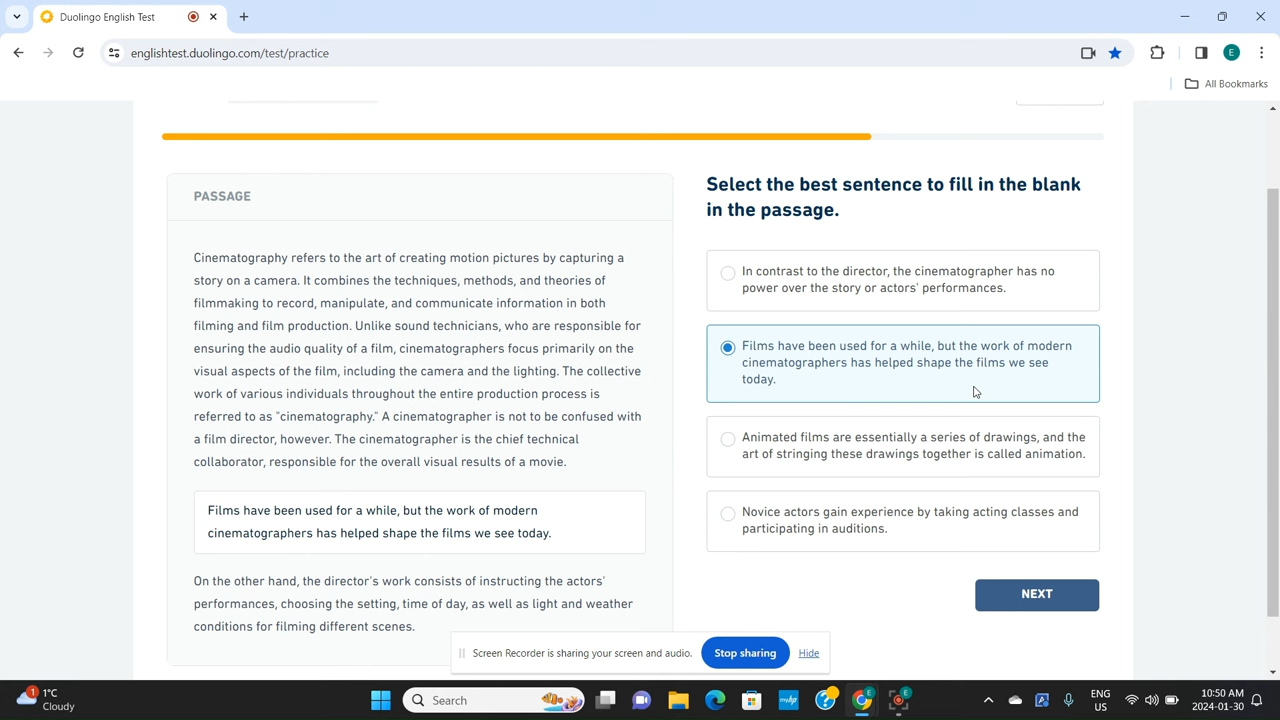 Duolingo English Test
englishtest.duolingo.com/test/practice
E
All Bookmarks
PASSAGE
Cinematography refers to the art of creating motion pictures by capturing a
story on a camera. It combines the techniques, methods, and theories of
filmmaking to record, manipulate, and communicate information in both
filming and film production. Unlike sound technicians, who are responsible for
ensuring the audio quality of a film, cinematographers focus primarily on the
visual aspects of the film, including the camera and the lighting. The collective
work of various individuals throughout the entire production process is
referred to as "cinematography." A cinematographer is not to be confused with
a film director, however. The cinematographer is the chief technical
collaborator, responsible for the overall visual results of a movie.
Films have been used for a while, but the work of modern
cinematographers has helped shape the films we see today.
On the other hand, the director's work consists of instructing the actors'
performances, choosing the setting, time of day, as well as light and weather
conditions for filming different scenes.
Select the best sentence to fill in the blank
in the passage.
In contrast to the director, the cinematographer has no
power over the story or actors' performances.
Films have been used for a while, but the work of modern
cinematographers has helped shape the films we see
today.
Animated films are essentially a series of drawings, and the
art of stringing these drawings together is called animation.
Novice actors gain experience by taking acting classes and
participating in auditions.
NEXT
Screen Recorder is sharing your screen and audio.
Stop sharing
Hide
1
1°C
Cloudy
Search
hp
E
E
ENG
US
10:50 AM
2024-01-30